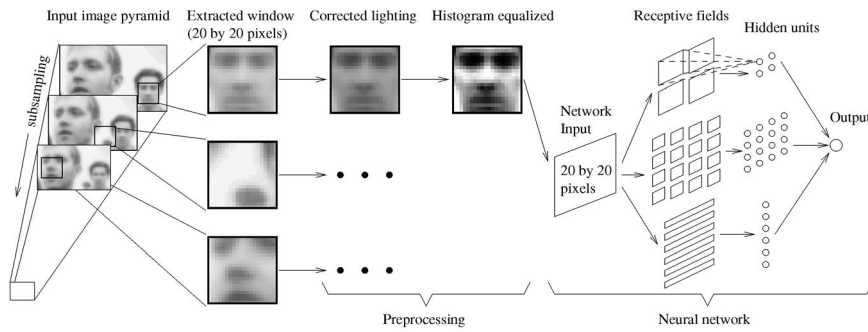 Input image pyramid
Extracted window
(20 by 20 pixels)
Corrected lighting
Histogram equalized
Receptive fields
Hidden units
subsampling
Network
Input
Output
20 by 20
pixels
Preprocessing
Neural network